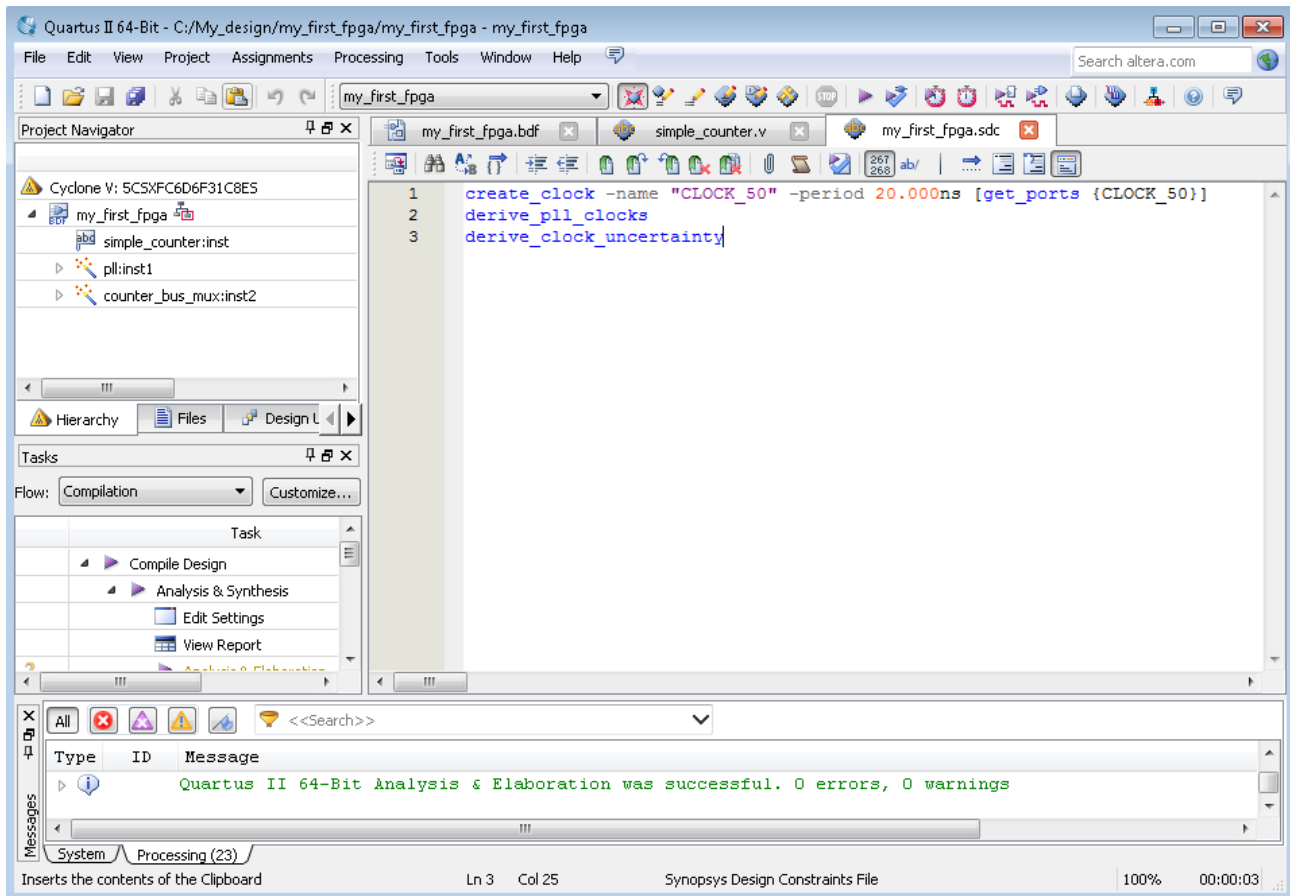 Quartus II 64-Bit - C:/My_design/my_first_fpga/my_first_fpga - my_first_fpga
File Edit View Project Assignments Processing Tools Window Help
Search altera.com
my_first_fpga
Project Navigator
Cyclone V: 5CSXFC6D6F31C8ES
my_first_fpga
simple_counter:inst
pll:inst1
counter_bus_mux:inst2
Hierarchy Files Design U
Tasks
Flow: Compilation Customize...
Task
Compile Design
Analysis & Synthesis
Edit Settings
View Report
Analysis & Elaboration
my_first_fpga.bdf simple_counter.v my_first_fpga.sdc
267
268 ab/
1 create_clock -name "CLOCK_50" -period 20.000ns [get_ports {CLOCK_50}]
2 derive_pll_clocks
3 derive_clock_uncertainty
All <<Search>>
Type ID Message
Quartus II 64-Bit Analysis & Elaboration was successful. 0 errors, 0 warnings
Messages
System Processing (23)
Inserts the contents of the Clipboard Ln 3 Col 25 Synopsys Design Constraints File 100% 00:00:03